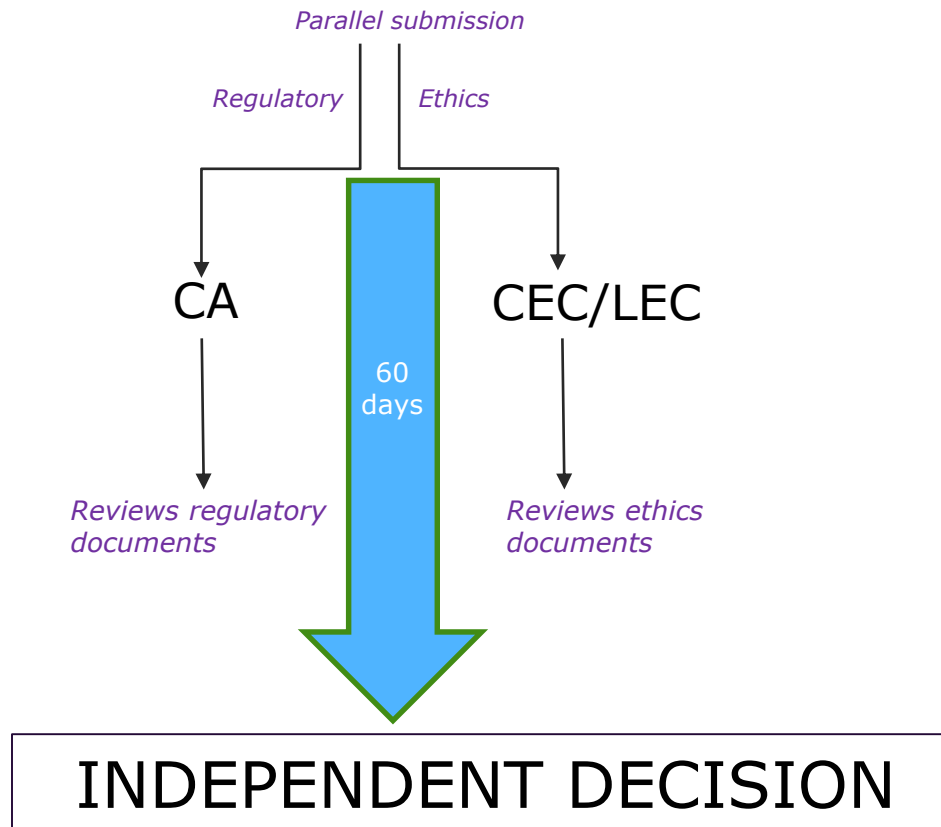 Parallel submission
Regulatory
Ethics
CA
CEC/LEC
60
days
Reviews regulatory
documents
Reviews ethics
documents
INDEPENDENT DECISION